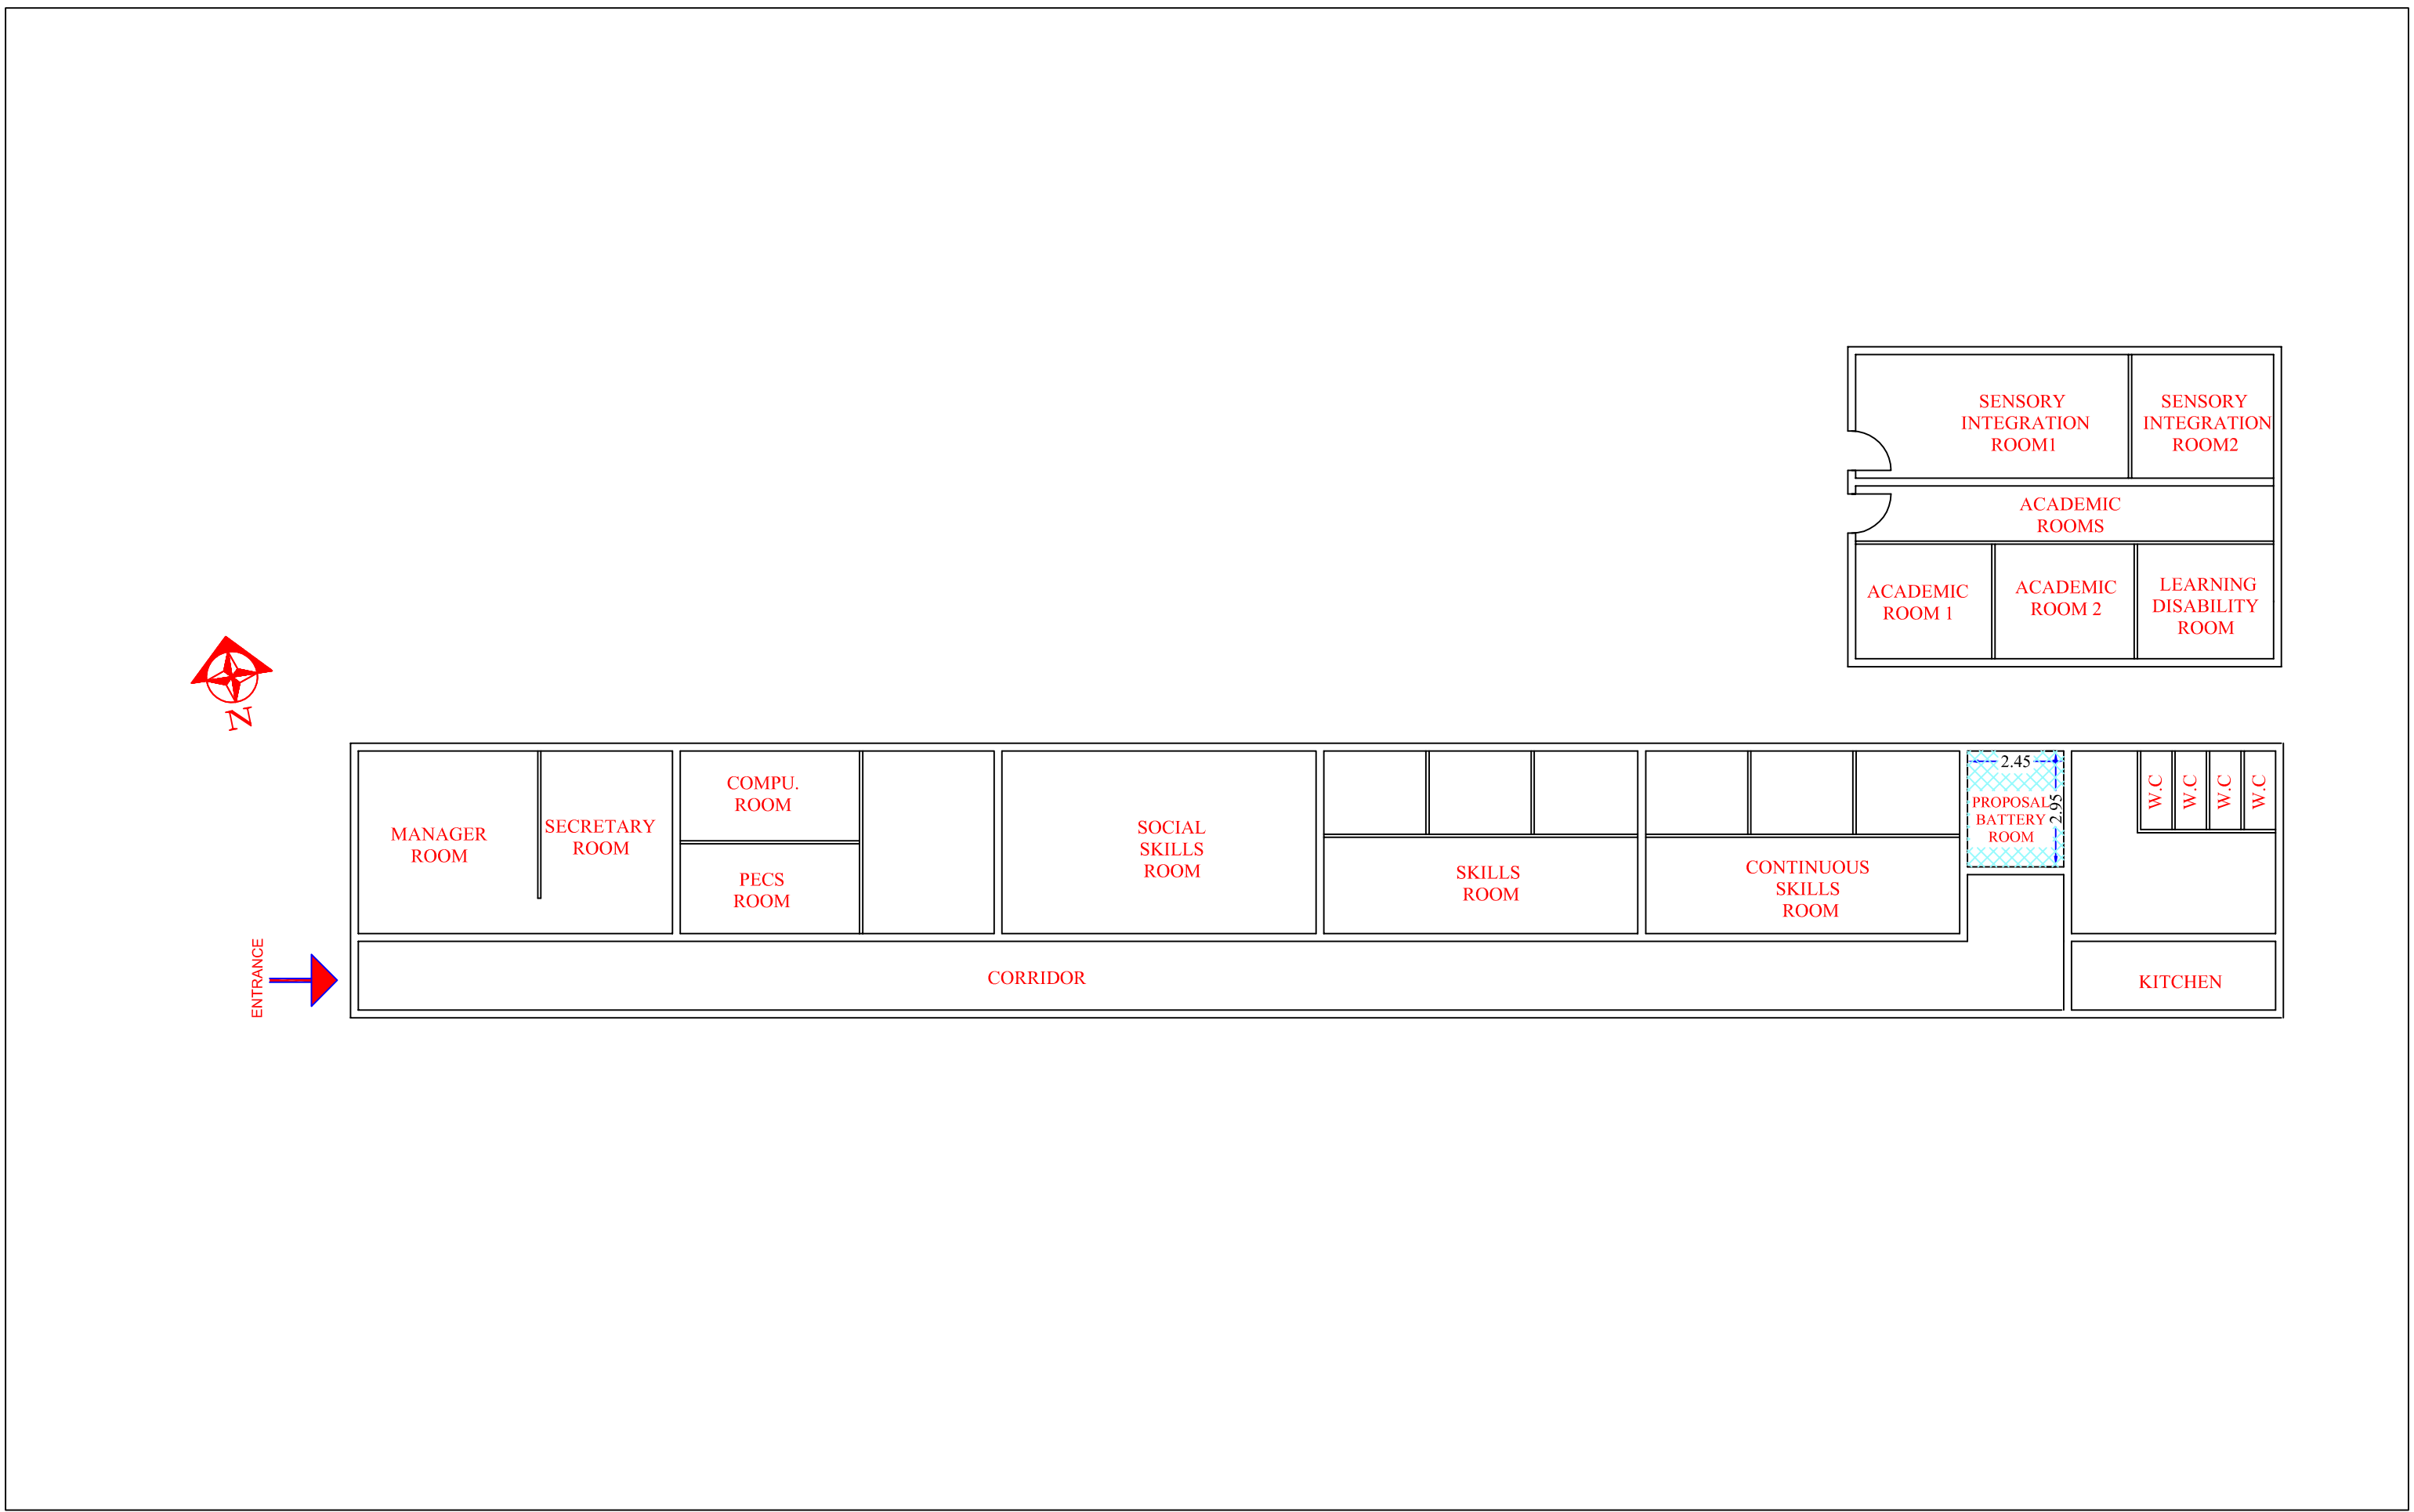 SENSORY
INTEGRATION
ROOM1
SENSORY
INTEGRATION
ROOM2
ACADEMIC
ROOMS
ACADEMIC
ROOM 1
ACADEMIC
ROOM 2
LEARNING
DISABILITY
ROOM
N
MANAGER
ROOM
SECRETARY
ROOM
COMPU.
ROOM
PECS
ROOM
SOCIAL
SKILLS
ROOM
SKILLS
ROOM
CONTINUOUS
SKILLS
ROOM
2.45
2.95
PROPOSAL
BATTERY
ROOM
W.C
W.C
W.C
W.C
ENTRANCE
CORRIDOR
KITCHEN